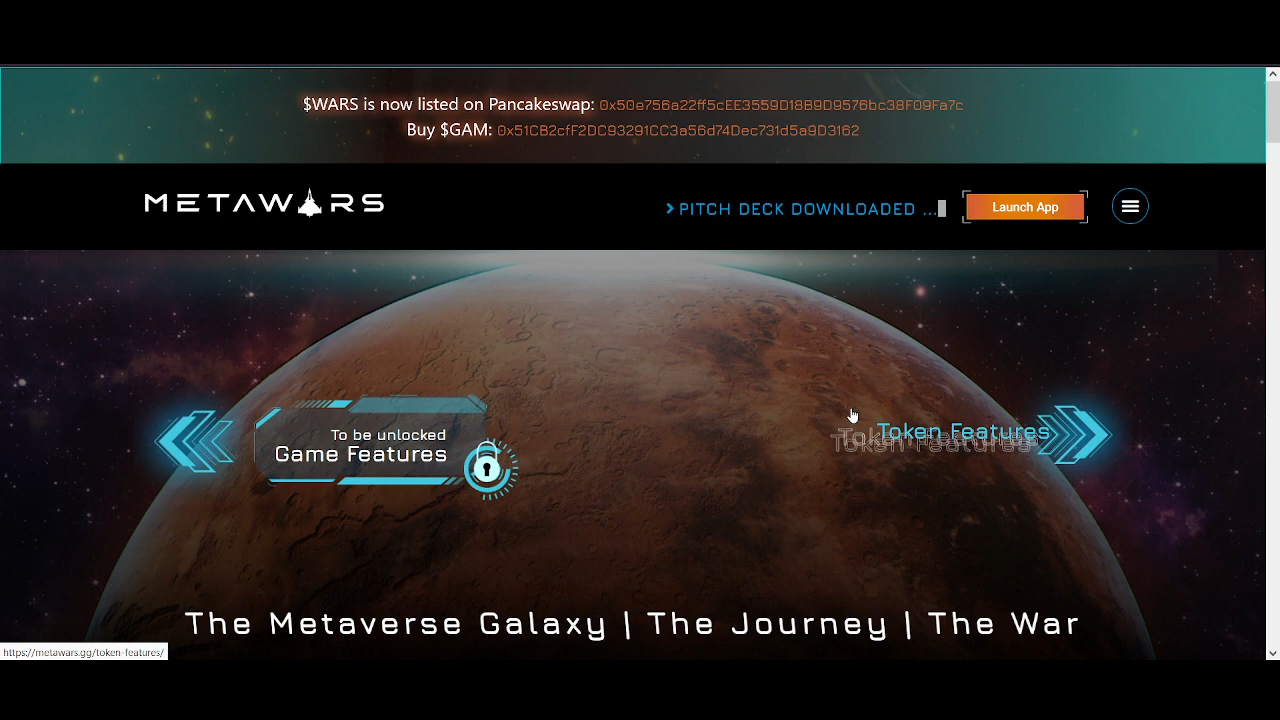 $WARS is now listed on Pancakeswap: 0x50e756a22ff5cEE3559D18B9D9576bc38F09Fa7c
Buy $GAM: 0x51CB2cfF2DC93291CC3a56d74Dec731d5a9D3162
METAWARS
PITCH DECK DOWNLOADED ...
Launch App
To be unlocked
Game Features
Token Features
The Metaverse Galaxy | The Journey | The War
https://metawars.gg/token-features/